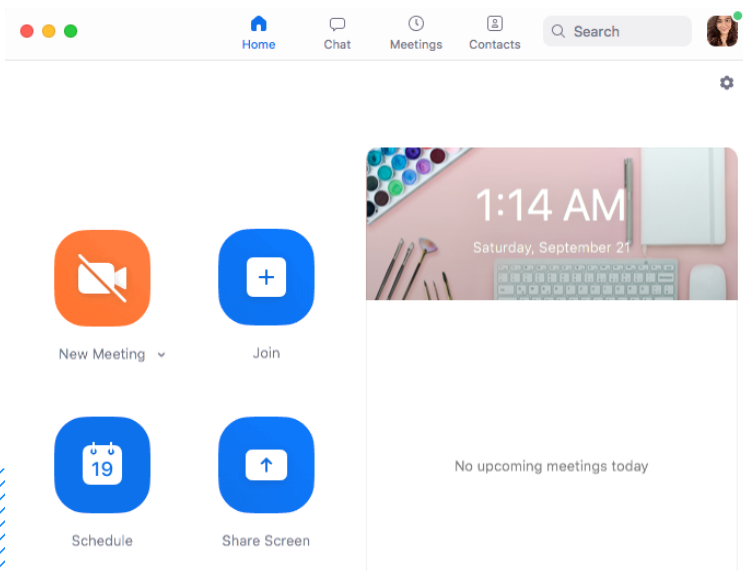 Home
Chat
Meetings
Contacts
Search
1:14 AM
Saturday, September 21
New Meeting
Join
19
Schedule
Share Screen
No upcoming meetings today